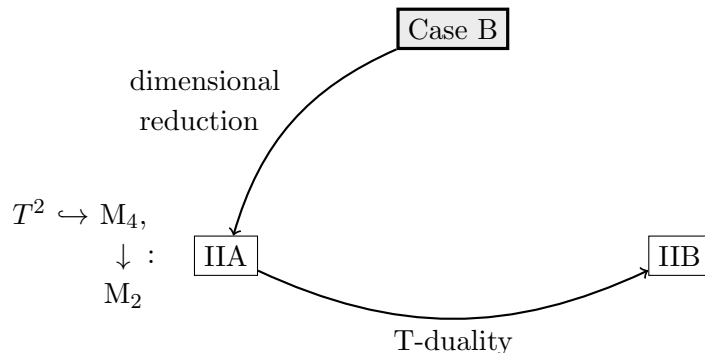 Case B
dimensional
reduction
T² ↪ M₄,
↓ :
M₂
IIA
IIB
T-duality